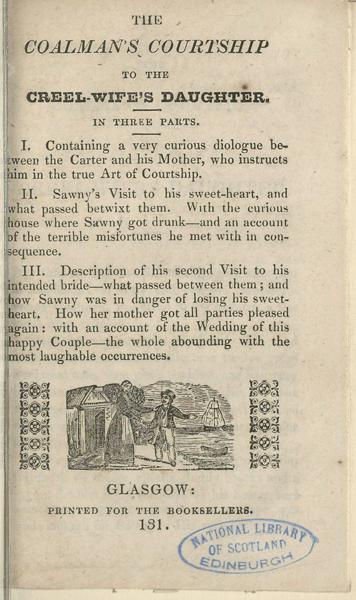 THE
COALMAN'S COURTSHIP
TO THE
CREEL-WIFE'S DAUGHTER.
IN THREE PARTS.
I. Containing a very curious diologue be-
tween the Carter and his Mother, who instructs
him in the true Art of Courtship.
II. Sawny's Visit to his sweet-heart, and
what passed betwixt them. With the curious
house where Sawny got drunk—and an account
of the terrible misfortunes he met with in con-
sequence.
III. Description of his second Visit to his
intended bride—what passed between them; and
how Sawny was in danger of losing his sweet-
heart. How her mother got all parties pleased
again: with an account of the Wedding of this
happy Couple—the whole abounding with the
most laughable occurrences.
GLASGOW:
PRINTED FOR THE BOOKSELLERS.
131.
NATIONAL LIBRARY
OF SCOTLAND
EDINBURGH